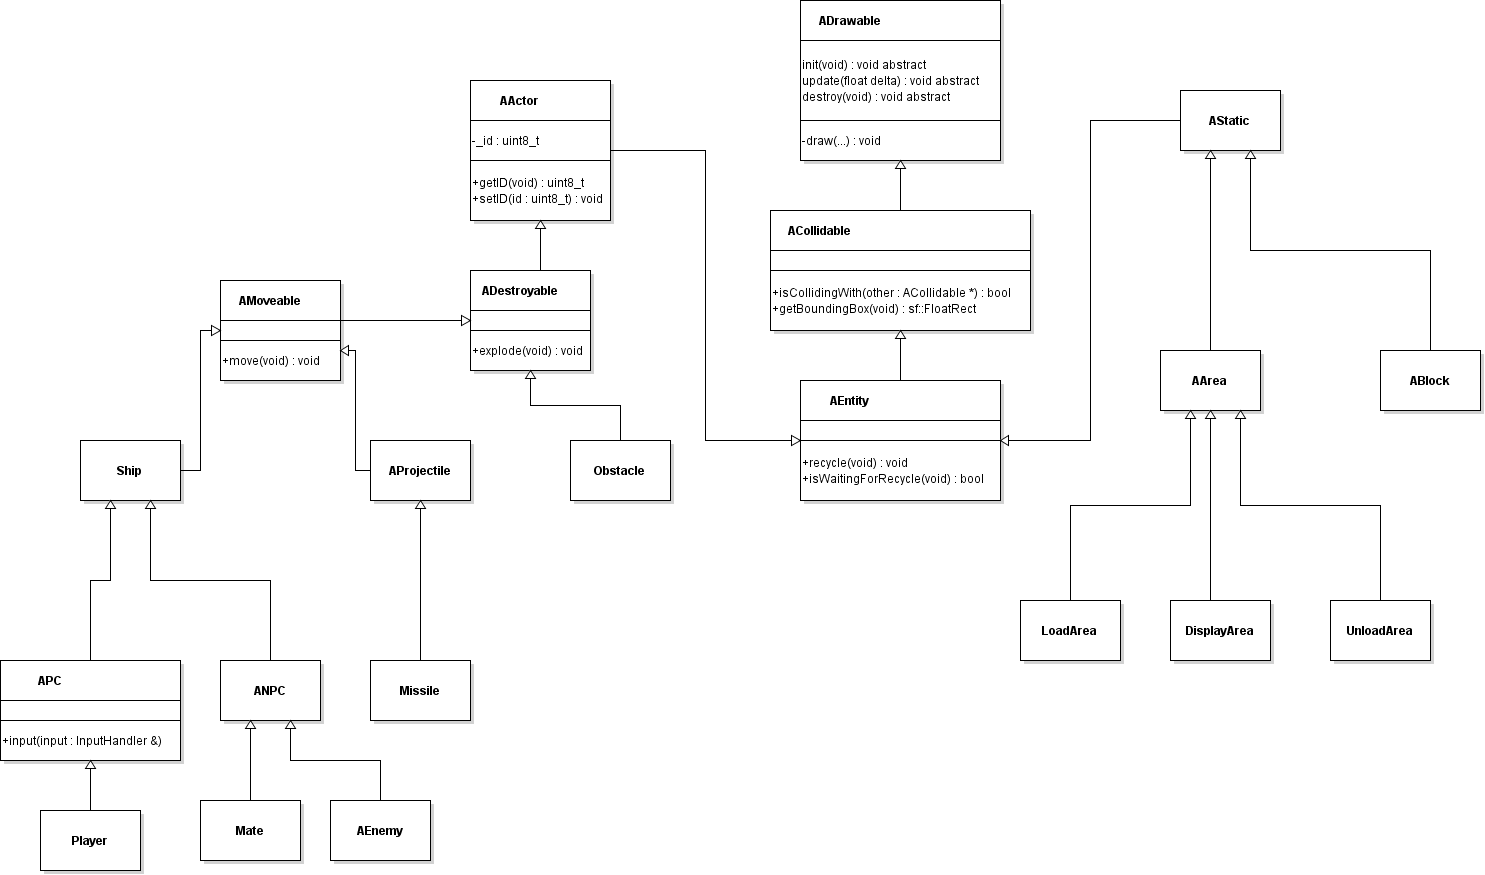 ADrawable
init(void) : void abstract
update(float delta) : void abstract
destroy(void) : void abstract
-draw(...) : void
AActor
-_id : uint8_t
+getID(void) : uint8_t
+setID(id : uint8_t) : void
AStatic
ACollidable
+isCollidingWith(other : ACollidable *) : bool
+getBoundingBox(void) : sf::FloatRect
AMoveable
+move(void) : void
ADestroyable
+explode(void) : void
AEntity
+recycle(void) : void
+isWaitingForRecycle(void) : bool
AArea
ABlock
Ship
AProjectile
Obstacle
LoadArea
DisplayArea
UnloadArea
APC
+input(input : InputHandler &)
ANPC
Missile
Player
Mate
AEnemy